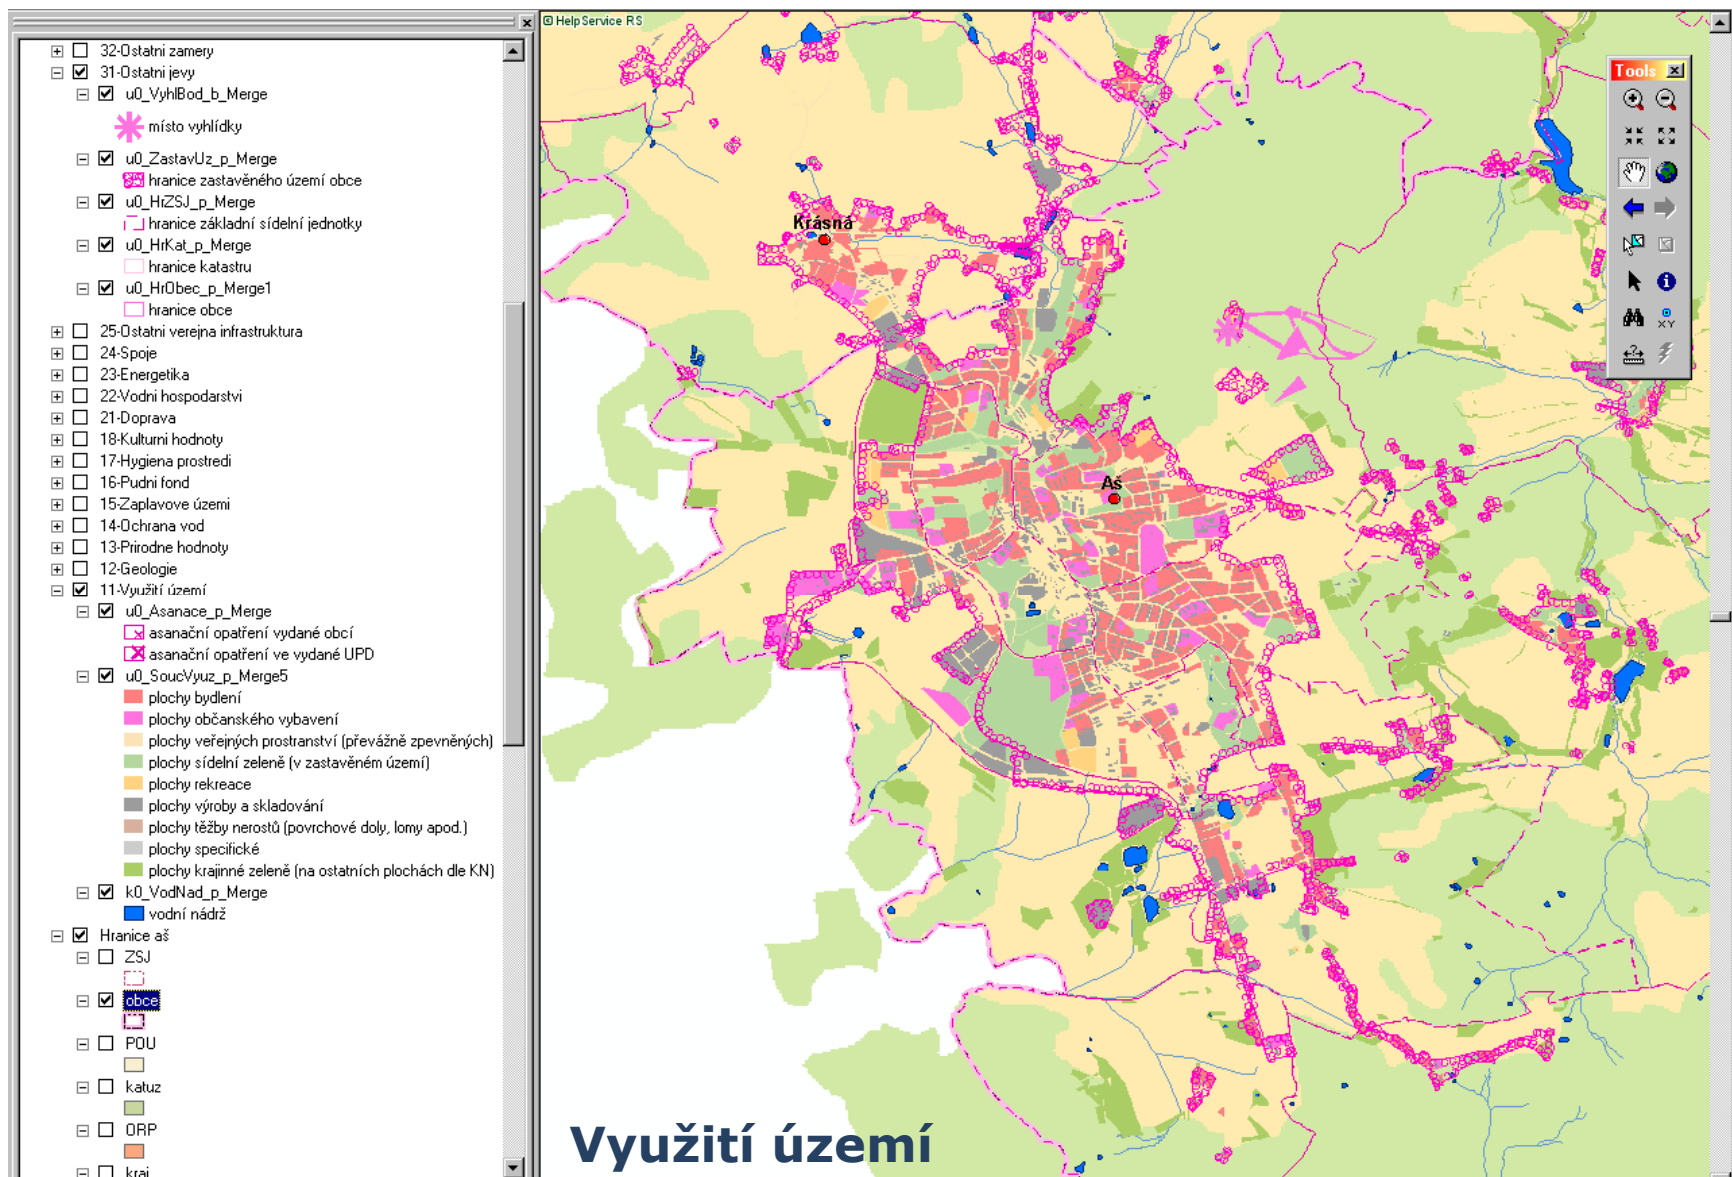 32-Ostatni zamery
31-Ostatni jevy
u0_VyhlBod_b_Merge
místo vyhlídky
u0_ZastavUz_p_Merge
hranice zastavěného území obce
u0_HrZSJ_p_Merge
hranice základní sídelní jednotky
u0_HrKat_p_Merge
hranice katastru
u0_HrObec_p_Merge1
hranice obce
25-Ostatni verejna infrastruktura
24-Spoje
23-Energetika
22-Vodni hospodarstvi
21-Doprava
18-Kulturni hodnoty
17-Hygiena prostredi
16-Pudni fond
15-Zaplavove územi
14-Ochrana vod
13-Prirodne hodnoty
12-Geologie
11-Využití území
u0_Asanace_p_Merge
asanační opatření vydané obcí
asanační opatření ve vydané UPD
u0_SoucVyuz_p_Merge5
plochy bydlení
plochy občanského vybavení
plochy veřejných prostranství (převážně zpevněných)
plochy sídelní zeleně (v zastavěném území)
plochy rekreace
plochy výroby a skladování
plochy těžby nerostů (povrchové doly, lomy apod.)
plochy specifické
plochy krajinné zeleně (na ostatních plochách dle KN)
k0_VodNad_p_Merge
vodní nádrž
Hranice aš
ZSJ
obce
POU
katuz
ORP
kraj
© HelpService RS
Krásná
Aš
Tools
XY
Využití území